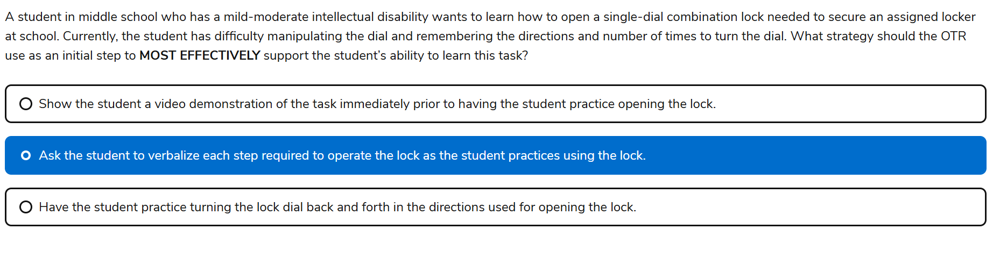 A student in middle school who has a mild-moderate intellectual disability wants to learn how to open a single-dial combination lock needed to secure an assigned locker
at school. Currently, the student has difficulty manipulating the dial and remembering the directions and number of times to turn the dial. What strategy should the OTR
use as an initial step to MOST EFFECTIVELY support the student’s ability to learn this task?
Show the student a video demonstration of the task immediately prior to having the student practice opening the lock.
Ask the student to verbalize each step required to operate the lock as the student practices using the lock.
Have the student practice turning the lock dial back and forth in the directions used for opening the lock.